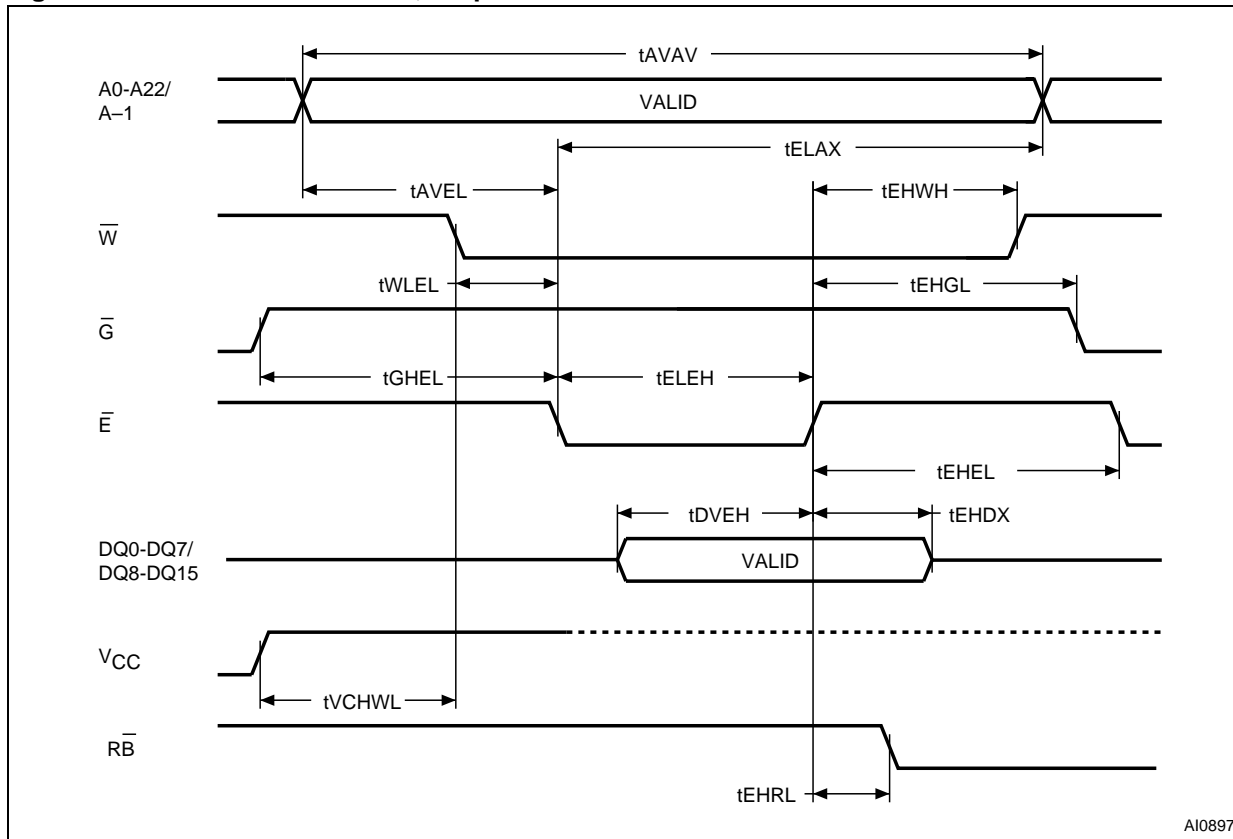 tAVAV
A0-A22/
A–1
VALID
tELAX
tAVEL
tEHWH
W̅
tWLEL
tEHGL
G̅
tGHEL
tELEH
E̅
tEHEL
tDVEH
tEHDX
DQ0-DQ7/
DQ8-DQ15
VALID
VCC
tVCHWL
RB̅
tEHRL
AI0897